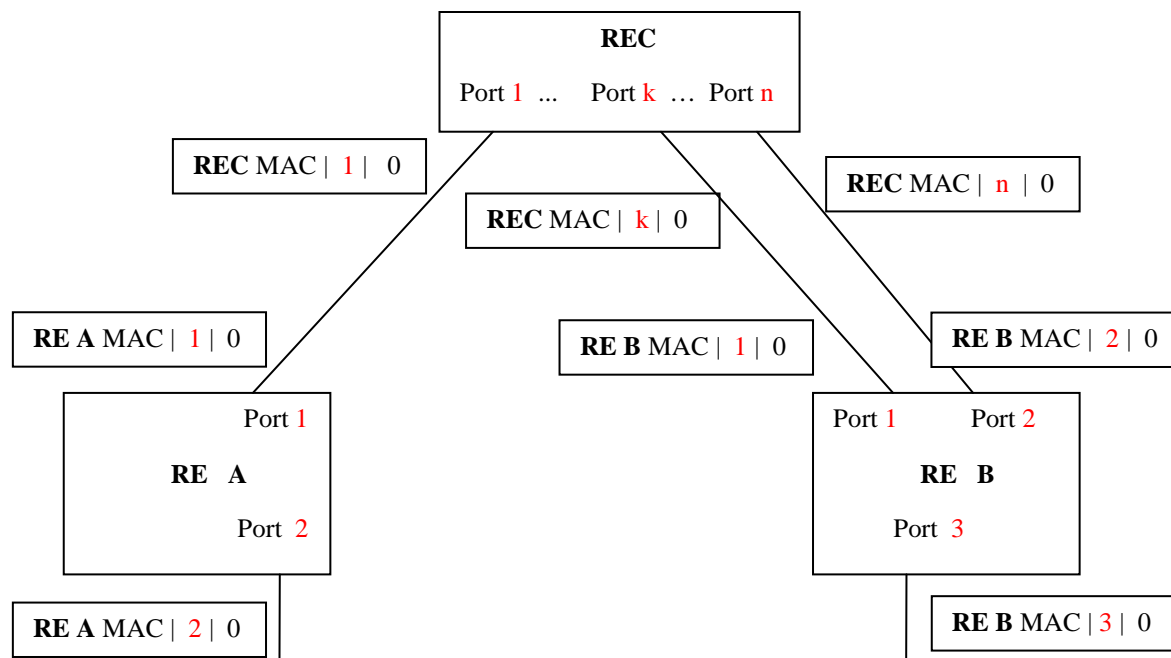 REC
Port 1 ... Port k … Port n
REC MAC | 1 | 0
REC MAC | n | 0
REC MAC | k | 0
RE A MAC | 1 | 0
RE B MAC | 1 | 0
RE B MAC | 2 | 0
Port 1
Port 1 Port 2
RE A
RE B
Port 2
Port 3
RE A MAC | 2 | 0
RE B MAC | 3 | 0